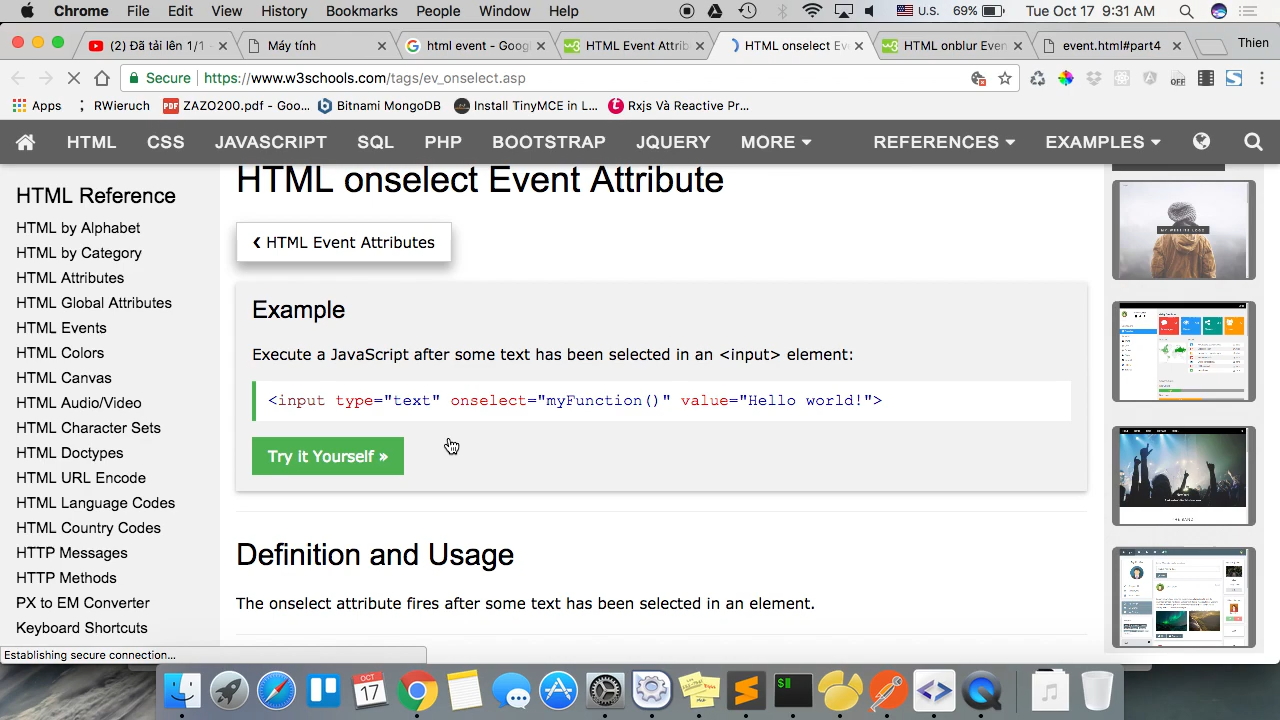 Chrome File Edit View History Bookmarks People Window Help U.S. 69% Tue Oct 17 9:31 AM
(2) Đã tải lên 1/1
Máy tính
html event - Goog
HTML Event Attrib
HTML onselect Ev
HTML onblur Even
event.html#part4
Thien
Secure https://www.w3schools.com/tags/ev_onselect.asp
OFF
Apps RWieruch ZAZO200.pdf - Goo... Bitnami MongoDB Install TinyMCE in L... Rxjs Và Reactive Pr...
HTML CSS JAVASCRIPT SQL PHP BOOTSTRAP JQUERY MORE REFERENCES EXAMPLES
HTML Reference
HTML by Alphabet
HTML by Category
HTML Attributes
HTML Global Attributes
HTML Events
HTML Colors
HTML Canvas
HTML Audio/Video
HTML Character Sets
HTML Doctypes
HTML URL Encode
HTML Language Codes
HTML Country Codes
HTTP Messages
HTTP Methods
PX to EM Converter
Keyboard Shortcuts
HTML onselect Event Attribute
❮ HTML Event Attributes
Example
Execute a JavaScript after some text has been selected in an <input> element:
<input type="text" onselect="myFunction()" value="Hello world!">
Try it Yourself »
Definition and Usage
The onselect attribute fires after some text has been selected in an element.
MY WEBSITE LOGO
Establishing secure connection...
OCT
17